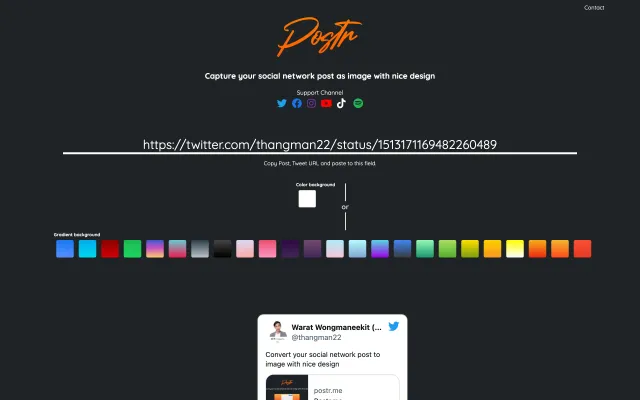 Contact
Postr
Capture your social network post as image with nice design
Support Channel
https://twitter.com/thangman22/status/1513171169482260489
Copy Post, Tweet URL, and paste to this field.
Color background
or
Gradient background
Warat Wongmaneekit (...
@thangman22
Convert your social network post to
image with nice design
postr.me